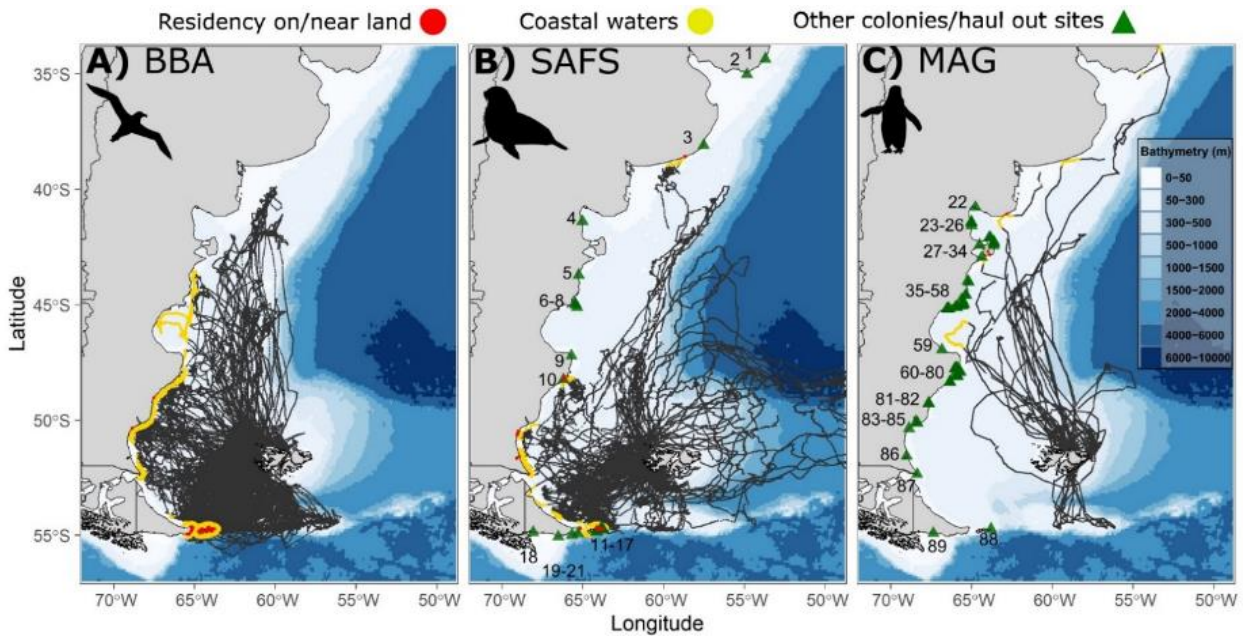 Residency on/near land
Coastal waters
Other colonies/haul out sites
A) BBA
B) SAFS
C) MAG
35°S
40°S
45°S
50°S
55°S
Latitude
1
2
3
4
5
6-8
9
10
11-17
18
19-21
22
23-26
27-34
35-58
59
60-80
81-82
83-85
86
87
88
89
Bathymetry (m)
0-50
50-300
300-500
500-1000
1000-1500
1500-2000
2000-4000
4000-6000
6000-10000
70°W 65°W 60°W 55°W 50°W
70°W 65°W 60°W 55°W 50°W
70°W 65°W 60°W 55°W 50°W
Longitude